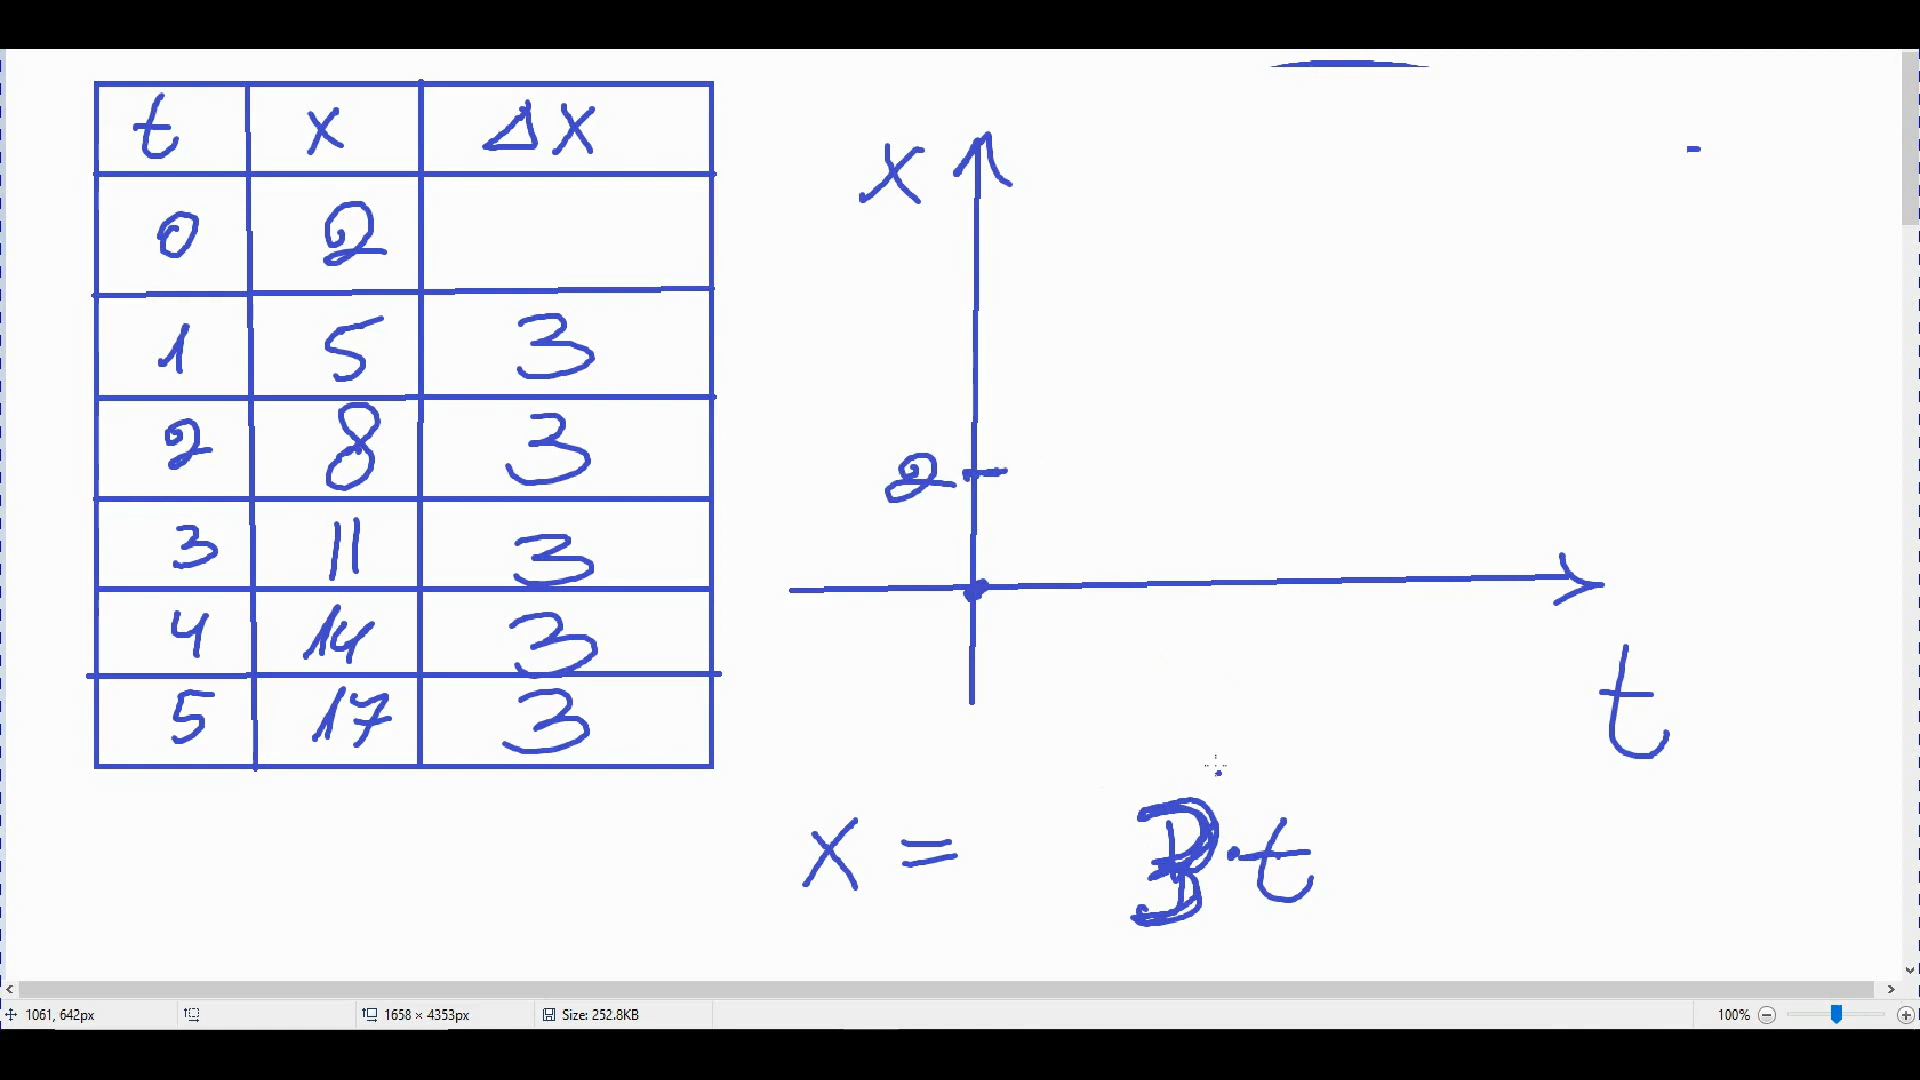 t x Δx
0 2
1 5 3
2 8 3
3 11 3
4 14 3
5 17 3
x
2
t
x = 3·t
1061, 642px
1658 × 4353px
Size: 252.8KB
100%